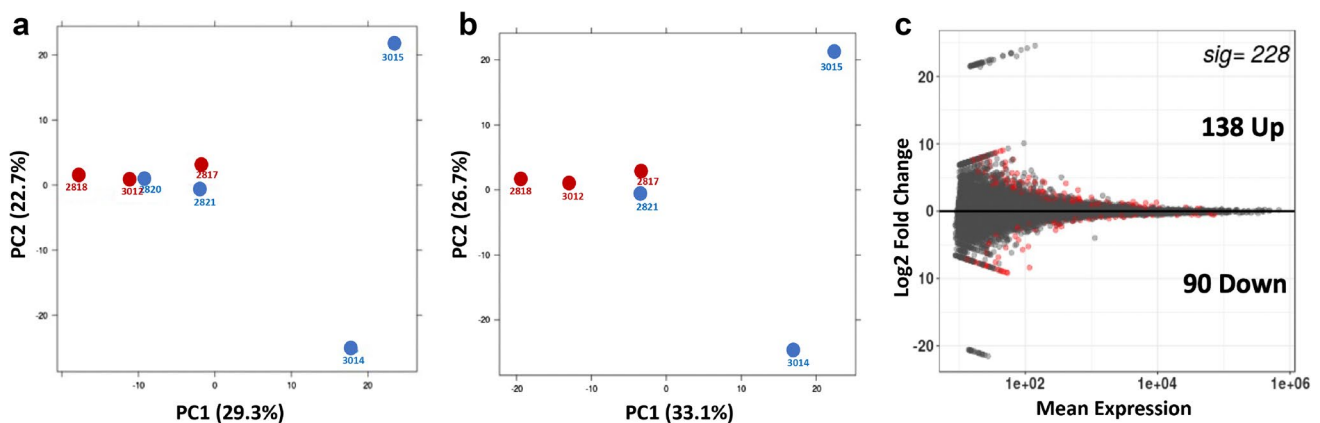 a
20
10
0
-10
-20
PC2 (22.7%)
3015
2818
3012
2820
2817
2821
3014
-10
0
10
20
PC1 (29.3%)
b
20
10
0
-10
-20
PC2 (26.7%)
3015
2818
3012
2817
2821
3014
-20
-10
0
10
20
PC1 (33.1%)
c
sig= 228
138 Up
90 Down
20
10
0
10
-20
Log2 Fold Change
1e+02
1e+04
1e+06
Mean Expression